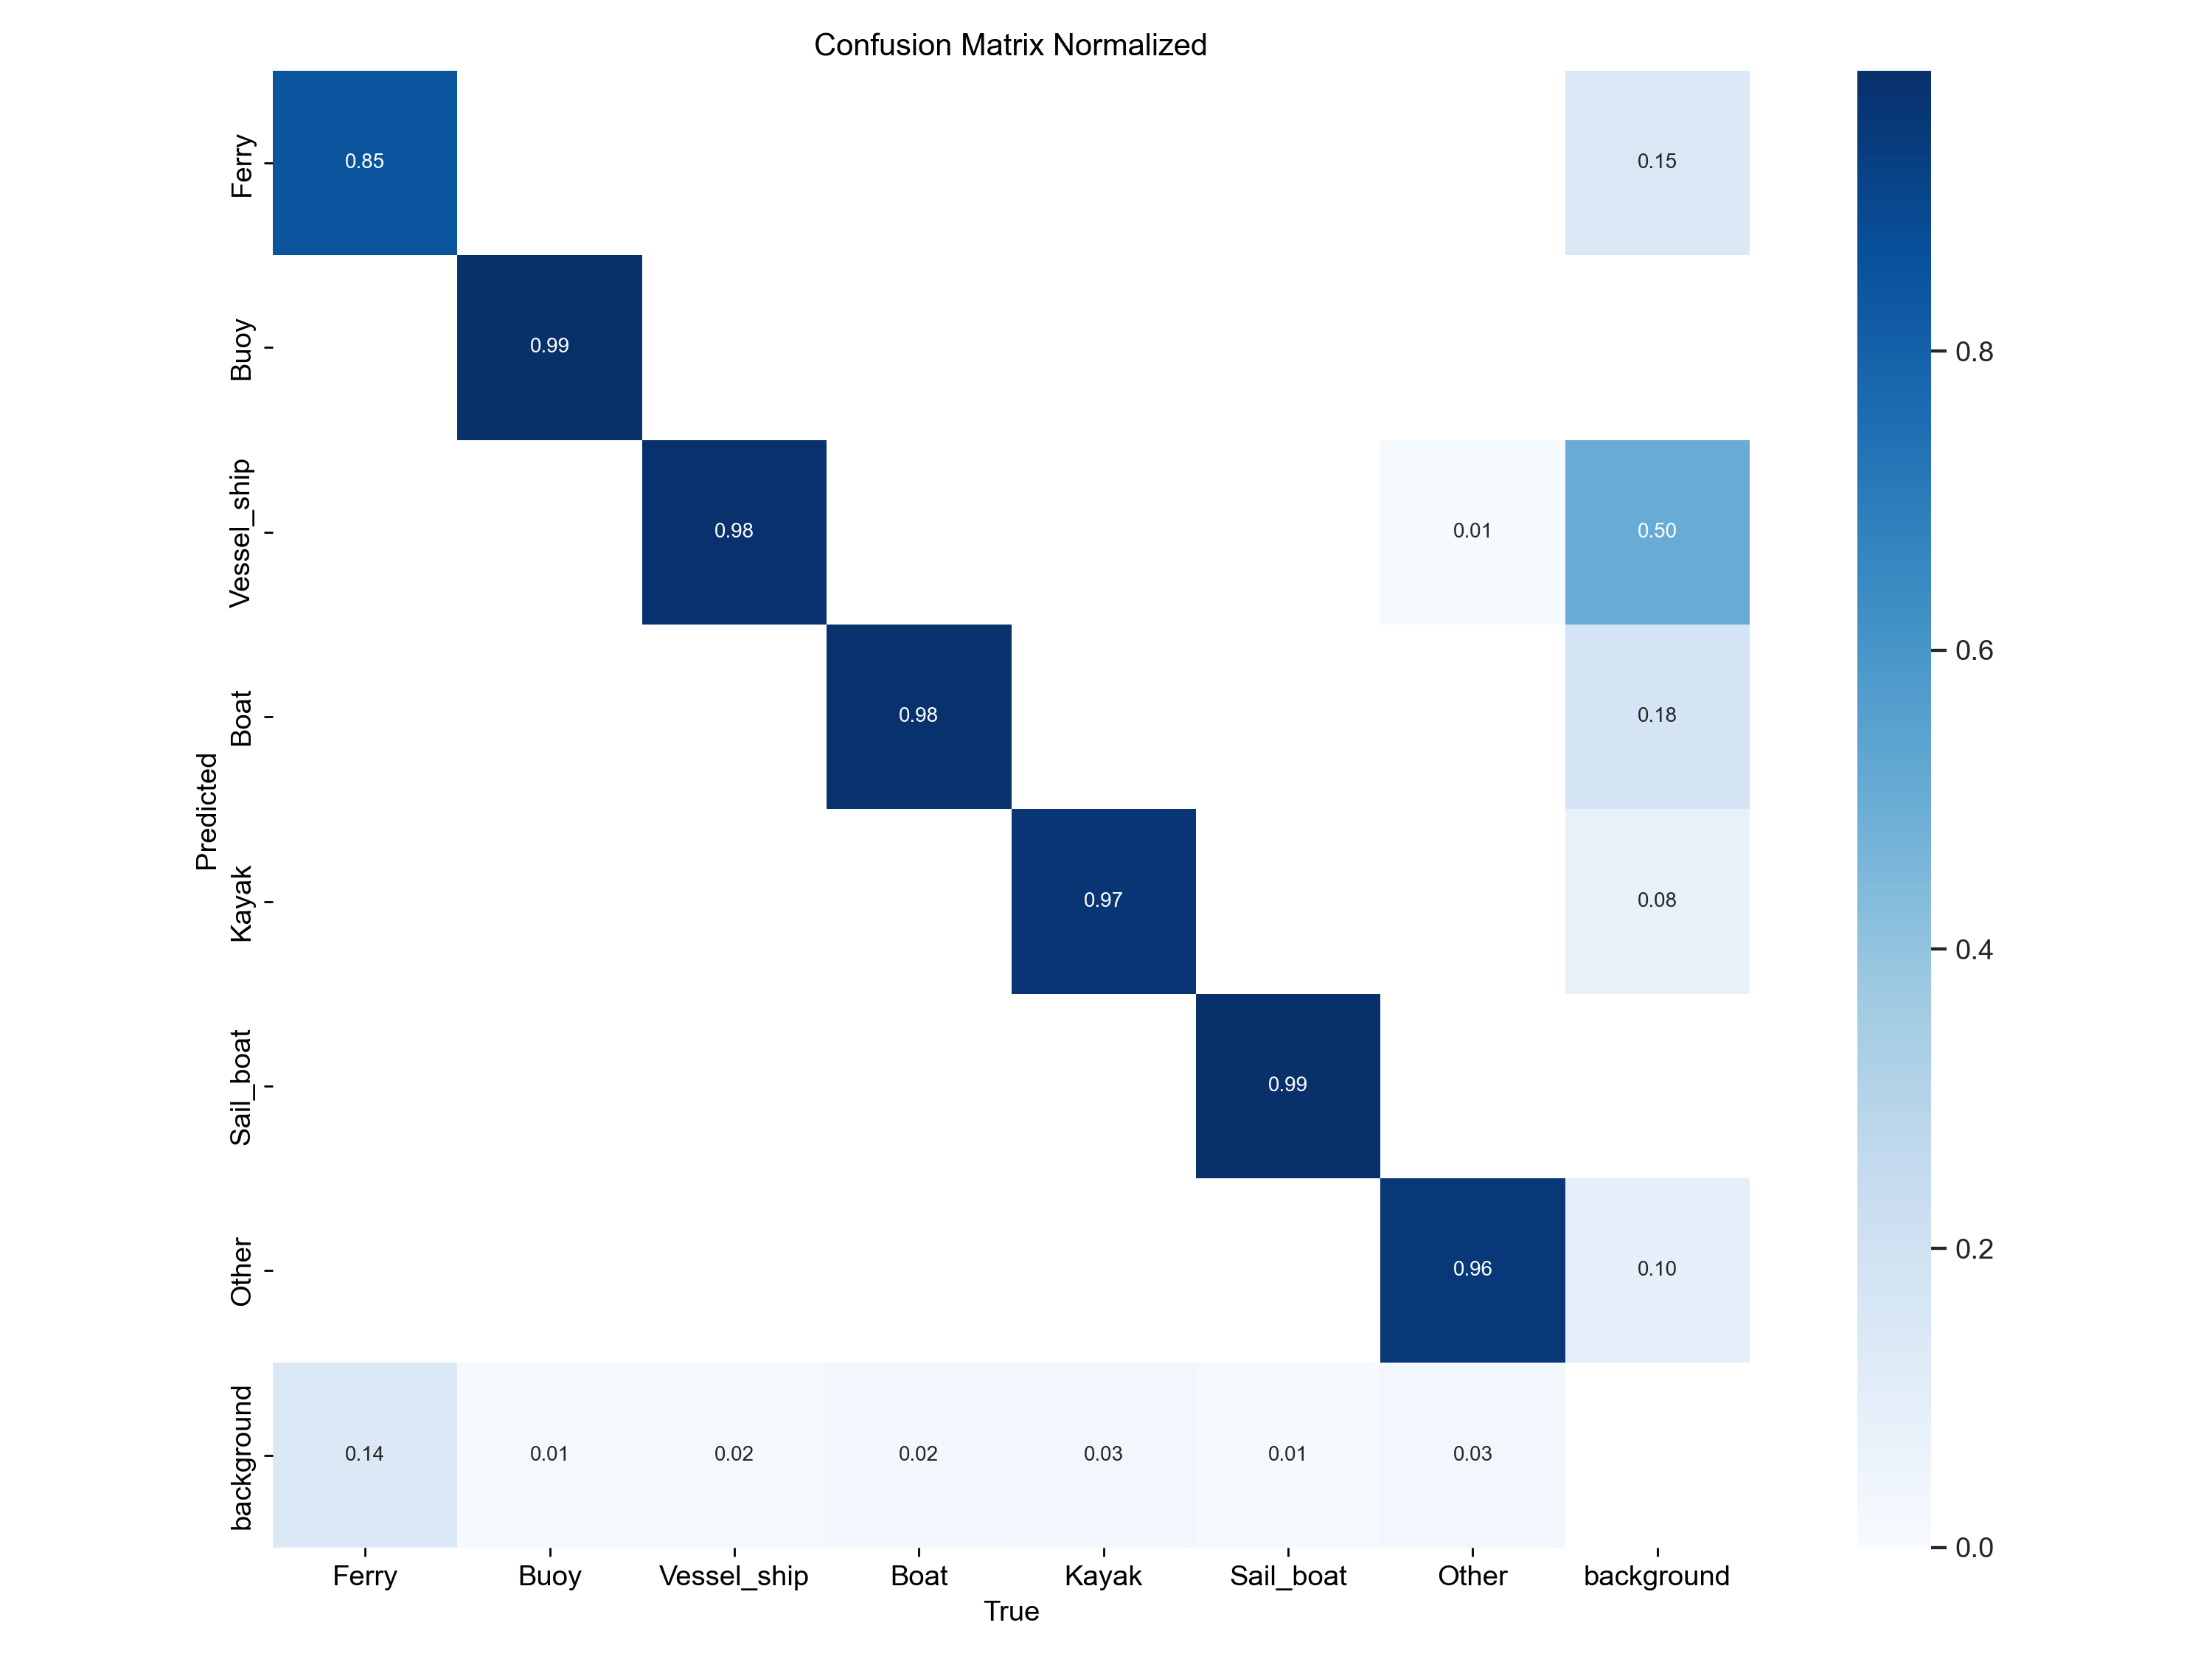 Confusion Matrix Normalized
Ferry
0.85
0.15
Buoy
0.99
Vessel_ship
0.98
0.01
0.50
0.8
Boat
0.98
0.18
0.6
Predicted
Kayak
0.97
0.08
0.4
Sail_boat
0.99
Other
0.96
0.10
0.2
background
0.14
0.01
0.02
0.02
0.03
0.01
0.03
0.0
Ferry
Buoy
Vessel_ship
Boat
Kayak
Sail_boat
Other
background
True